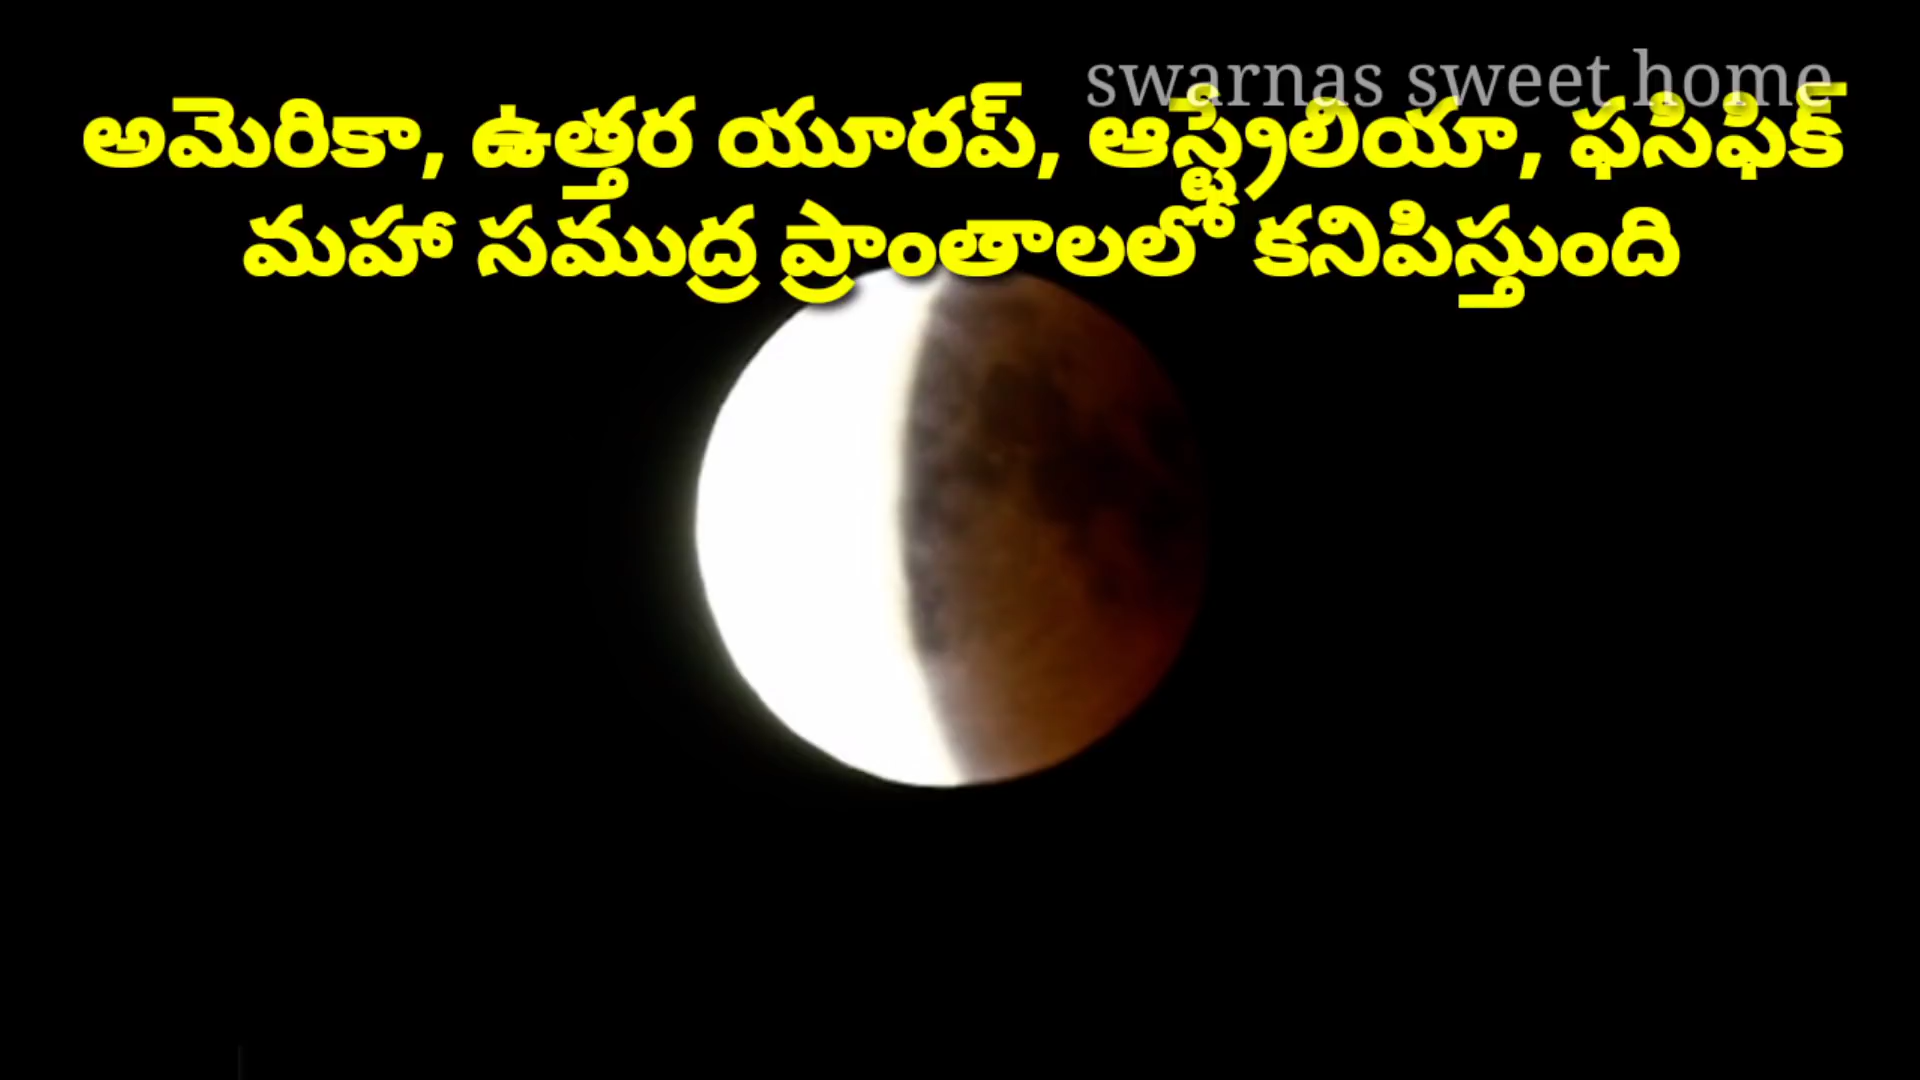 swarnas sweet home
అమెరికా, ఉత్తర యూరప్, ఆస్ట్రేలియా, ఫసిఫిక్
మహా సముద్ర ప్రాంతాలలో కనిపిస్తుంది